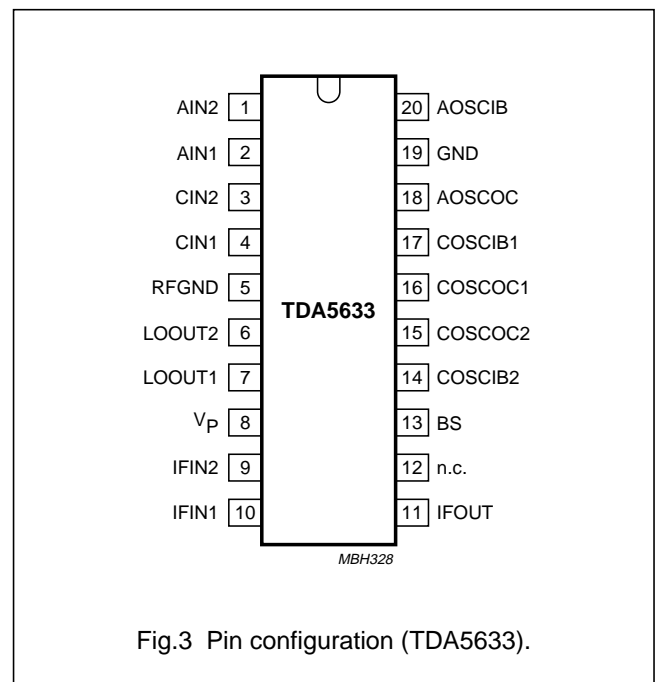 AIN2 1
AIN1 2
CIN2 3
CIN1 4
RFGND 5
LOOUT2 6
LOOUT1 7
VP 8
IFIN2 9
IFIN1 10
TDA5633
20 AOSCIB
19 GND
18 AOSCOC
17 COSCIB1
16 COSCOC1
15 COSCOC2
14 COSCIB2
13 BS
12 n.c.
11 IFOUT
MBH328
Fig.3 Pin configuration (TDA5633).